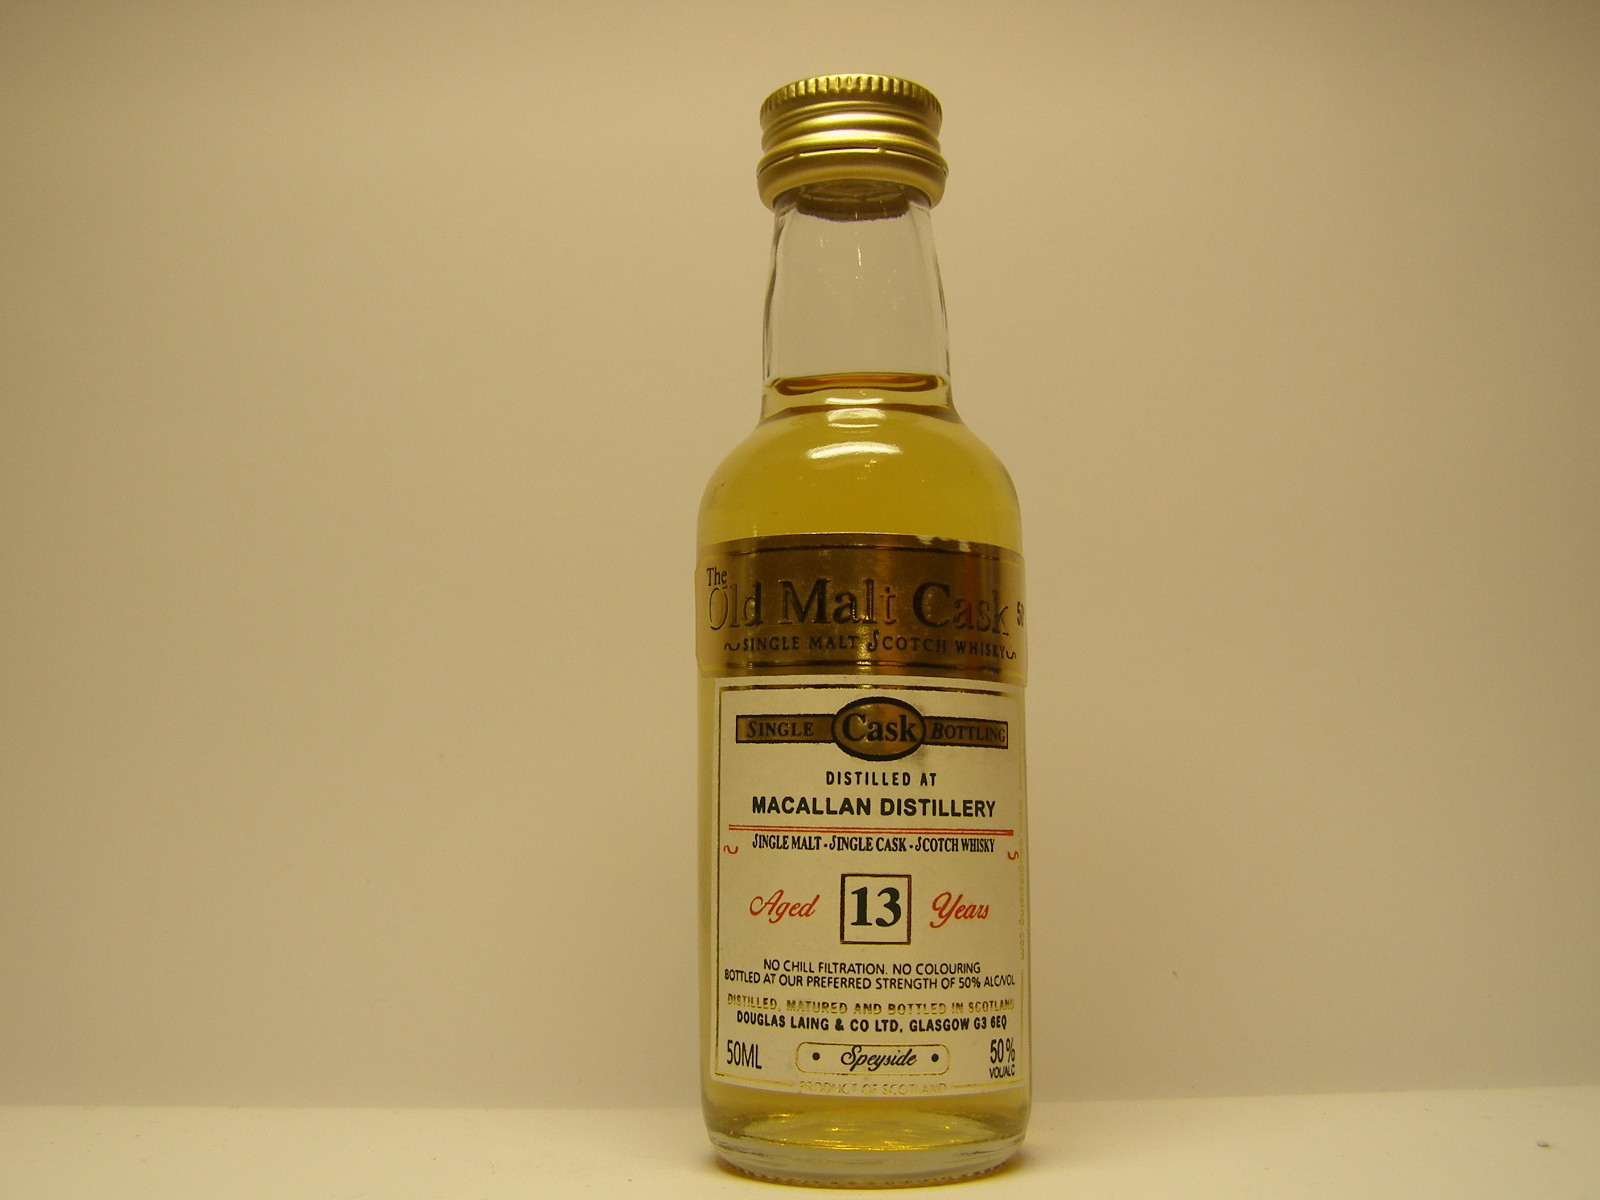 The
Old Malt Cask 50°
SINGLE MALT SCOTCH WHISKY
SINGLE Cask BOTTLING
DISTILLED AT
MACALLAN DISTILLERY
SINGLE MALT - SINGLE CASK - SCOTCH WHISKY
Aged 13 Years
NO CHILL FILTRATION. NO COLOURING
BOTTLED AT OUR PREFERRED STRENGTH OF 50% ALC/VOL
DISTILLED, MATURED AND BOTTLED IN SCOTLAND
DOUGLAS LAING & CO LTD, GLASGOW G3 6EQ
50ML • Speyside • 50%
VOL/ALC
PRODUCT OF SCOTLAND